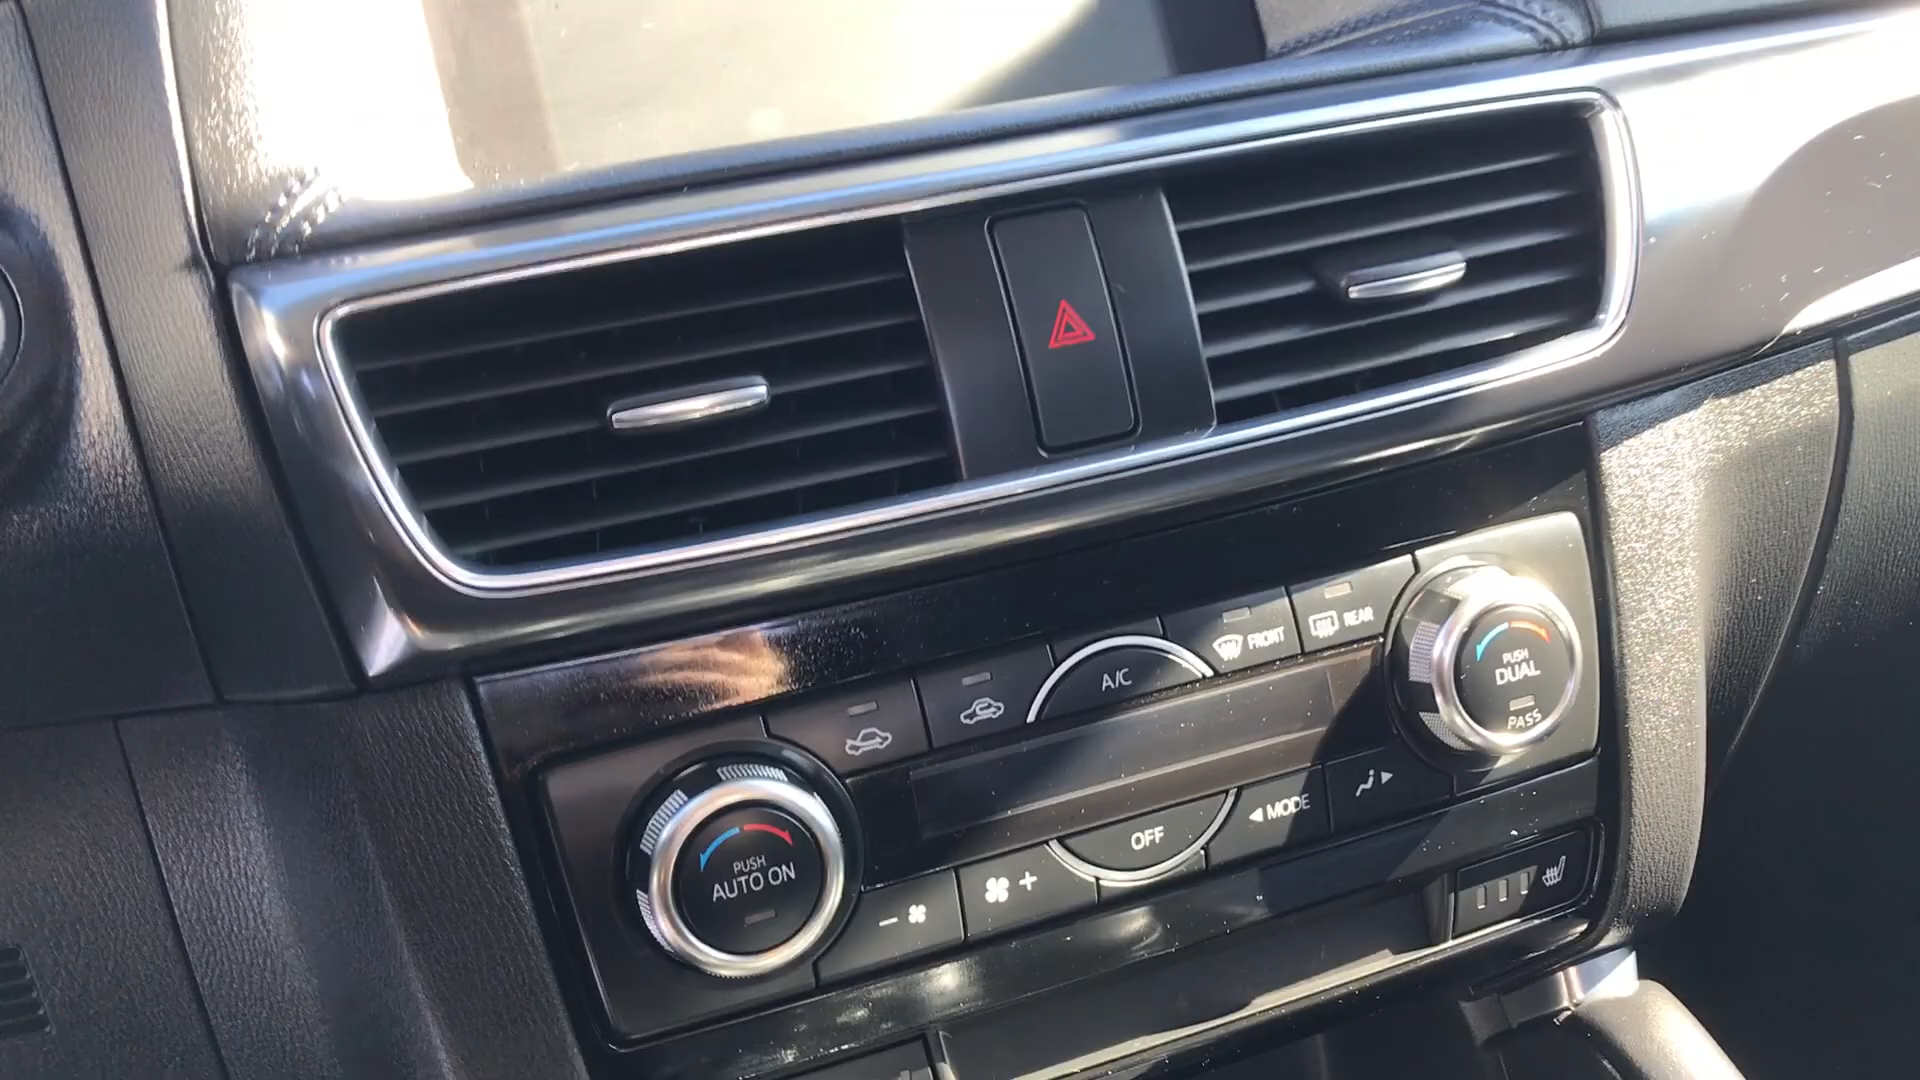 A/C
FRONT
REAR
PUSH
DUAL
PASS
PUSH
AUTO ON
OFF
MODE
- +